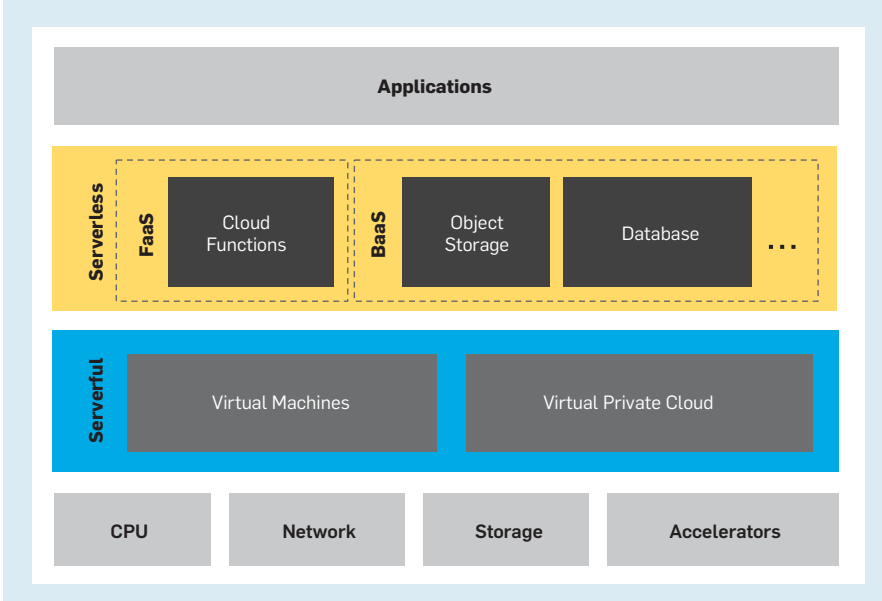 Applications
Serverless
FaaS
Cloud
Functions
BaaS
Object
Storage
Database
...
Serverful
Virtual Machines
Virtual Private Cloud
CPU
Network
Storage
Accelerators